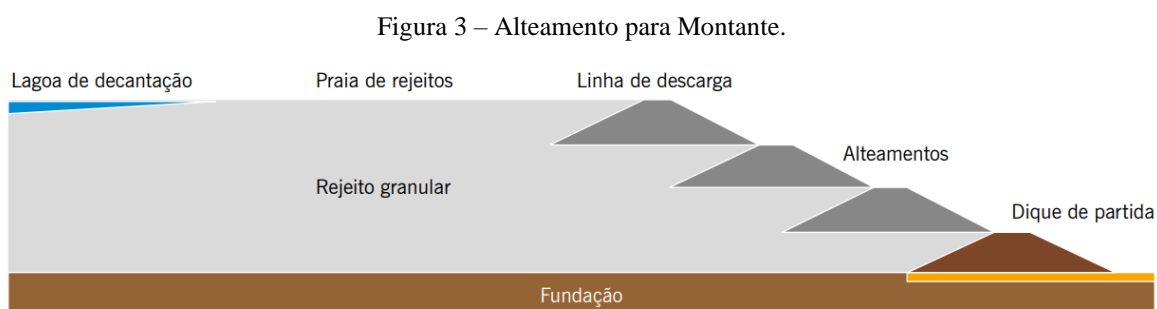 Figura 3 – Alteamento para Montante.
Lagoa de decantação
Praia de rejeitos
Linha de descarga
Alteamentos
Rejeito granular
Dique de partida
Fundação